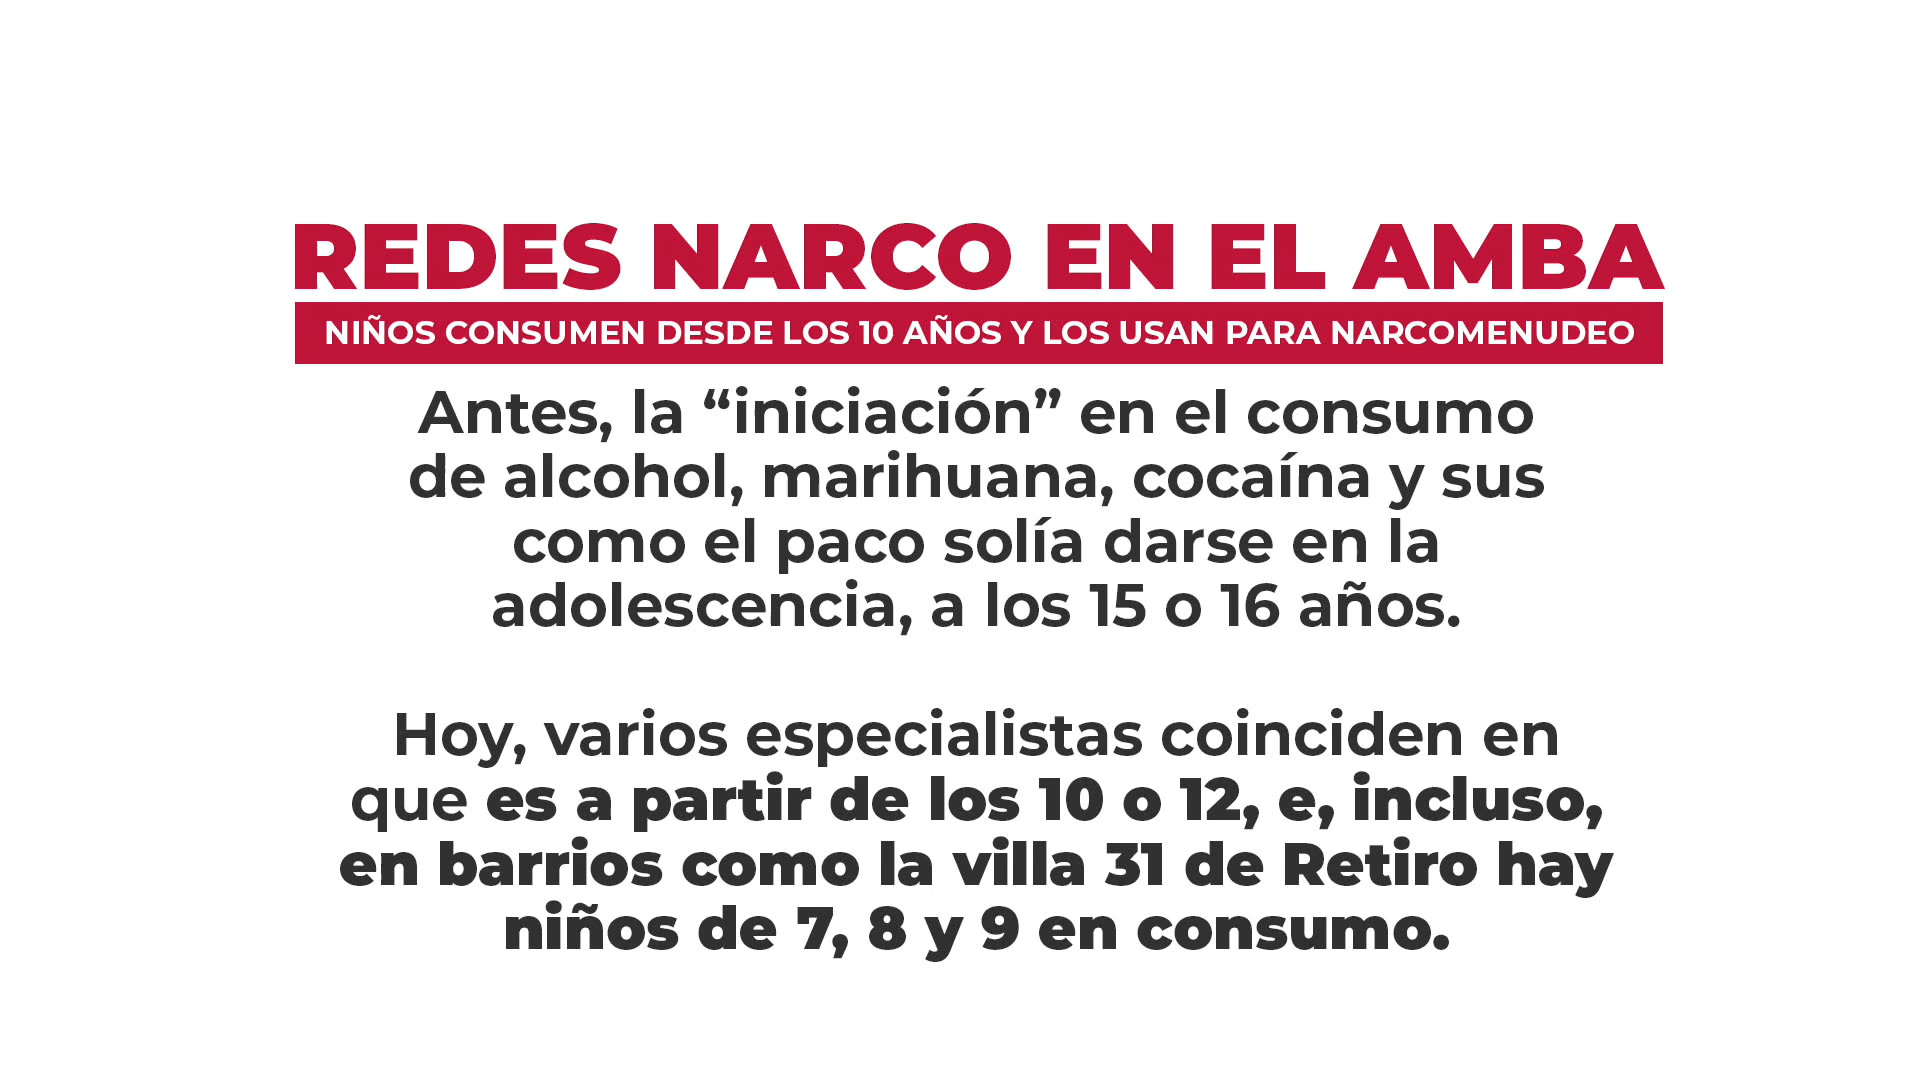 REDES NARCO EN EL AMBA
NIÑOS CONSUMEN DESDE LOS 10 AÑOS Y LOS USAN PARA NARCOMENUDEO
Antes, la “iniciación” en el consumo
de alcohol, marihuana, cocaína y sus
como el paco solía darse en la
adolescencia, a los 15 o 16 años.
Hoy, varios especialistas coinciden en
que es a partir de los 10 o 12, e, incluso,
en barrios como la villa 31 de Retiro hay
niños de 7, 8 y 9 en consumo.